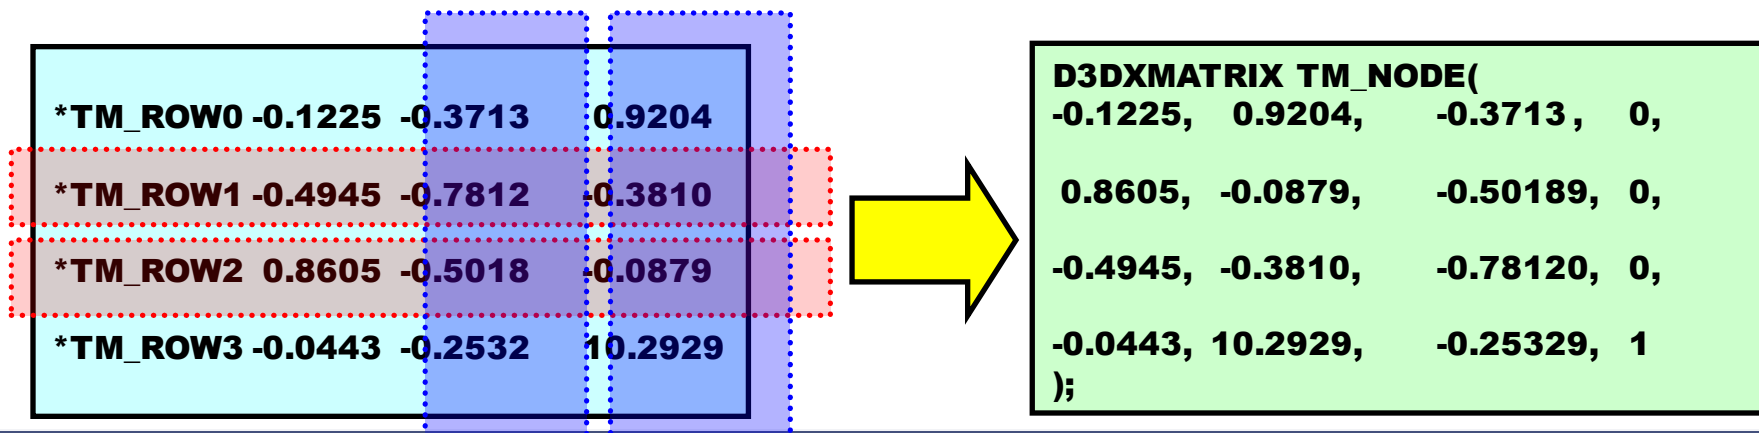 *TM_ROW0 -0.1225 -0.3713 0.9204
*TM_ROW1 -0.4945 -0.7812 -0.3810
*TM_ROW2 0.8605 -0.5018 -0.0879
*TM_ROW3 -0.0443 -0.2532 10.2929
D3DXMATRIX TM_NODE(
-0.1225, 0.9204, -0.3713 , 0,
0.8605, -0.0879, -0.50189, 0,
-0.4945, -0.3810, -0.78120, 0,
-0.0443, 10.2929, -0.25329, 1
);